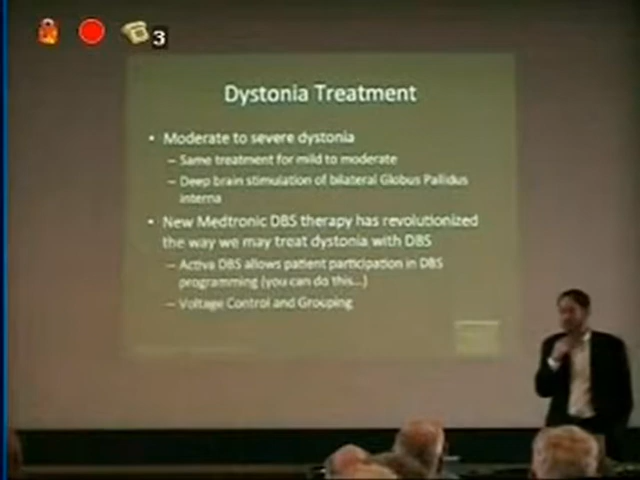 3
Dystonia Treatment
• Moderate to severe dystonia
– Same treatment for mild to moderate
– Deep brain stimulation of bilateral Globus Pallidus
interna
• New Medtronic DBS therapy has revolutionized
the way we may treat dystonia with DBS
– Activa DBS allows patient participation in DBS
programming (you can do this...)
– Voltage Control and Grouping